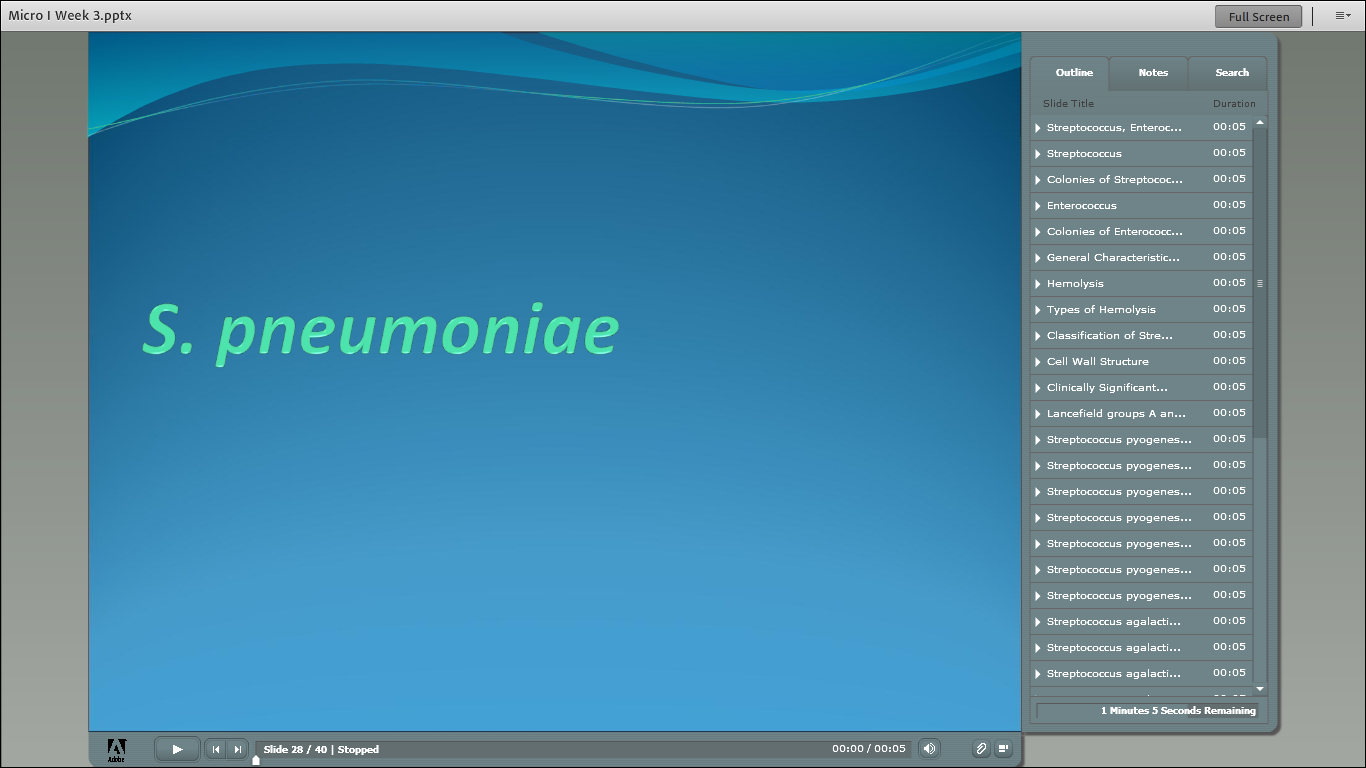 Micro I Week 3.pptx
Full Screen
S. pneumoniae
Outline Notes Search
Slide Title Duration
Streptococcus, Enteroc... 00:05
Streptococcus 00:05
Colonies of Streptococ... 00:05
Enterococcus 00:05
Colonies of Enterococc... 00:05
General Characteristic... 00:05
Hemolysis 00:05
Types of Hemolysis 00:05
Classification of Stre... 00:05
Cell Wall Structure 00:05
Clinically Significant... 00:05
Lancefield groups A an... 00:05
Streptococcus pyogenes... 00:05
Streptococcus pyogenes... 00:05
Streptococcus pyogenes... 00:05
Streptococcus pyogenes... 00:05
Streptococcus pyogenes... 00:05
Streptococcus pyogenes... 00:05
Streptococcus pyogenes... 00:05
Streptococcus agalacti... 00:05
Streptococcus agalacti... 00:05
Streptococcus agalacti... 00:05
1 Minutes 5 Seconds Remaining
Adobe
Slide 28 / 40 | Stopped 00:00 / 00:05